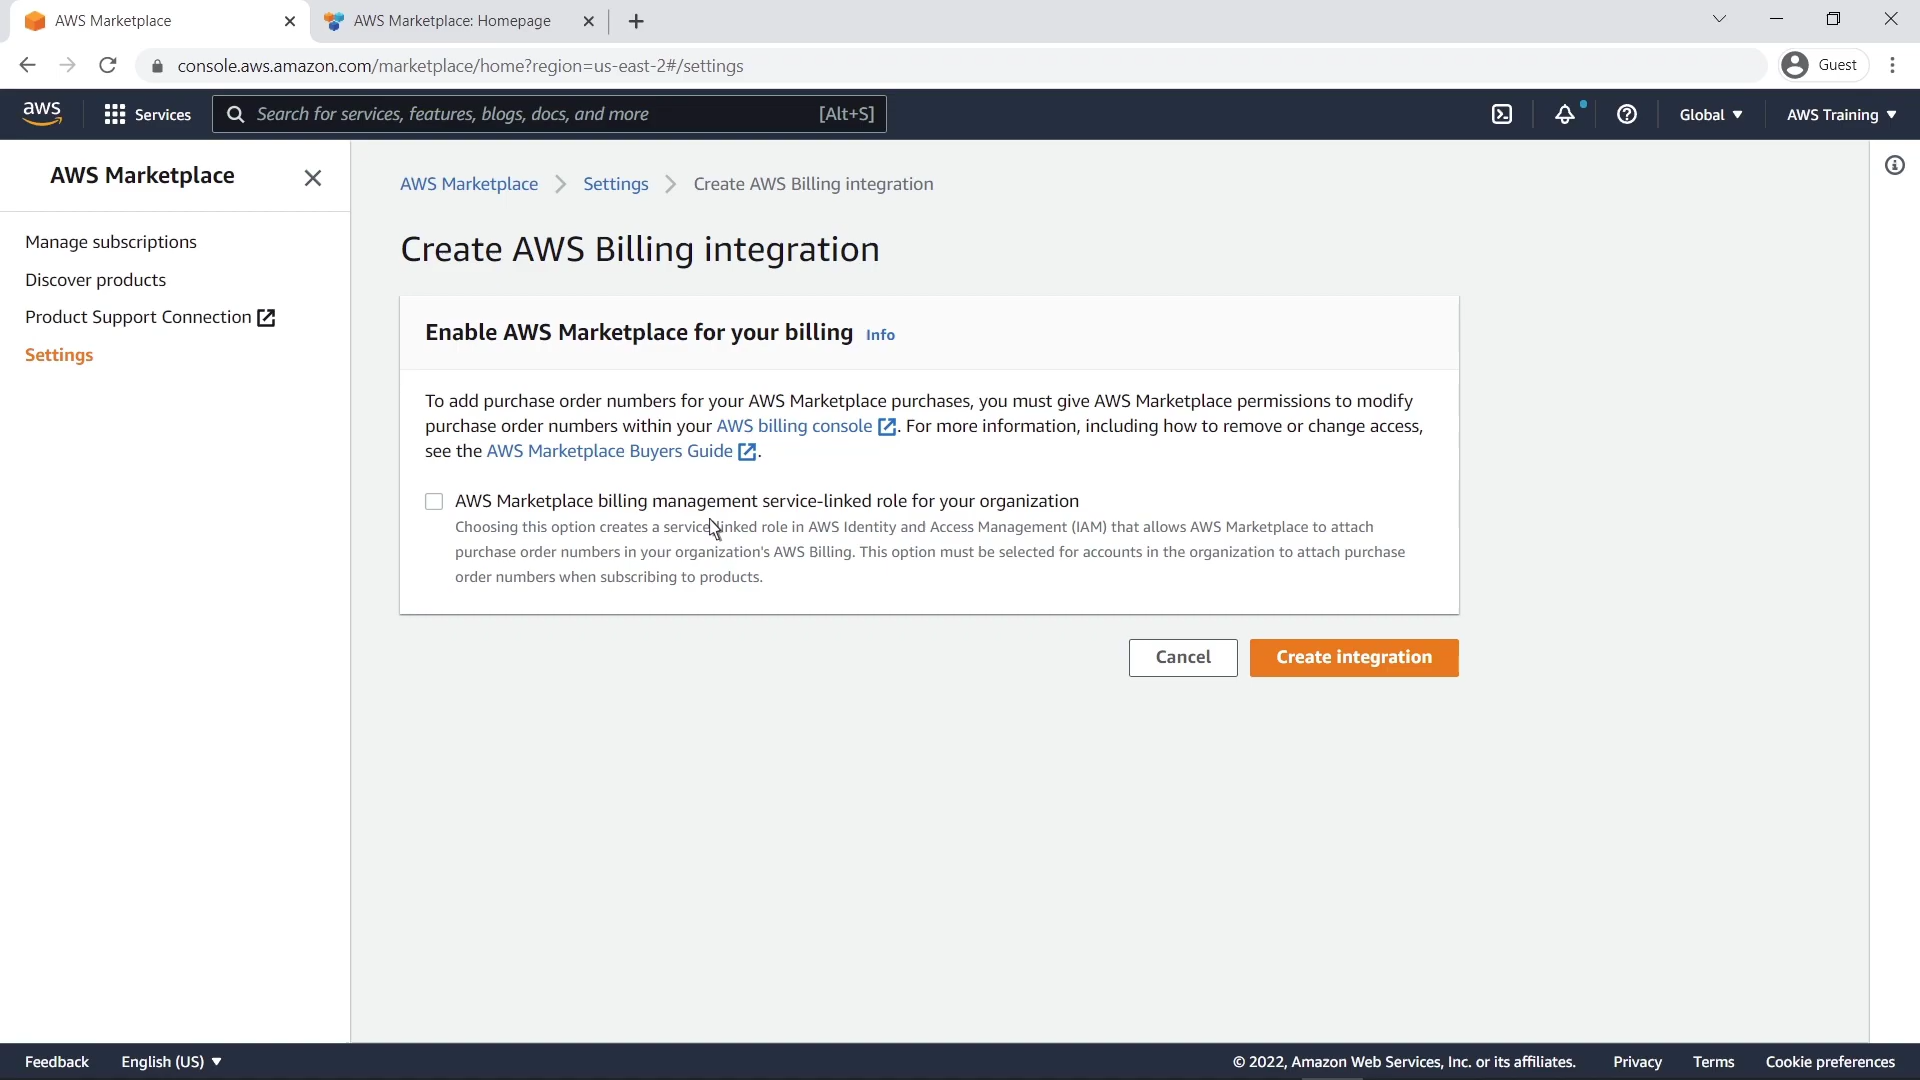 AWS Marketplace
AWS Marketplace: Homepage
console.aws.amazon.com/marketplace/home?region=us-east-2#/settings
Guest
aws
Services
Search for services, features, blogs, docs, and more
[Alt+S]
Global
AWS Training
AWS Marketplace
Manage subscriptions
Discover products
Product Support Connection
Settings
AWS Marketplace > Settings > Create AWS Billing integration
Create AWS Billing integration
Enable AWS Marketplace for your billing Info
To add purchase order numbers for your AWS Marketplace purchases, you must give AWS Marketplace permissions to modify
purchase order numbers within your AWS billing console. For more information, including how to remove or change access,
see the AWS Marketplace Buyers Guide.
AWS Marketplace billing management service-linked role for your organization
Choosing this option creates a service-linked role in AWS Identity and Access Management (IAM) that allows AWS Marketplace to attach
purchase order numbers in your organization's AWS Billing. This option must be selected for accounts in the organization to attach purchase
order numbers when subscribing to products.
Cancel
Create integration
Feedback
English (US)
© 2022, Amazon Web Services, Inc. or its affiliates.
Privacy
Terms
Cookie preferences